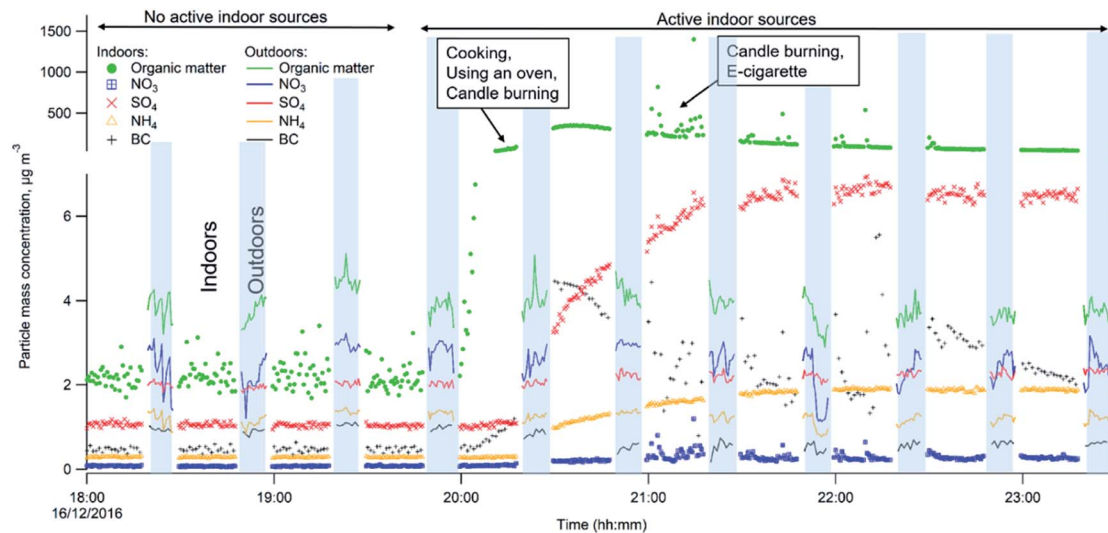 No active indoor sources
Active indoor sources
1500
1000
500
6
4
2
0
Particle mass concentration, µg m⁻³
Indoors:
Organic matter
NO₃
SO₄
NH₄
BC
Outdoors:
Organic matter
NO₃
SO₄
NH₄
BC
Cooking,
Using an oven,
Candle burning
Candle burning,
E-cigarette
Indoors
Outdoors
18:00
19:00
20:00
21:00
22:00
23:00
16/12/2016
Time (hh:mm)